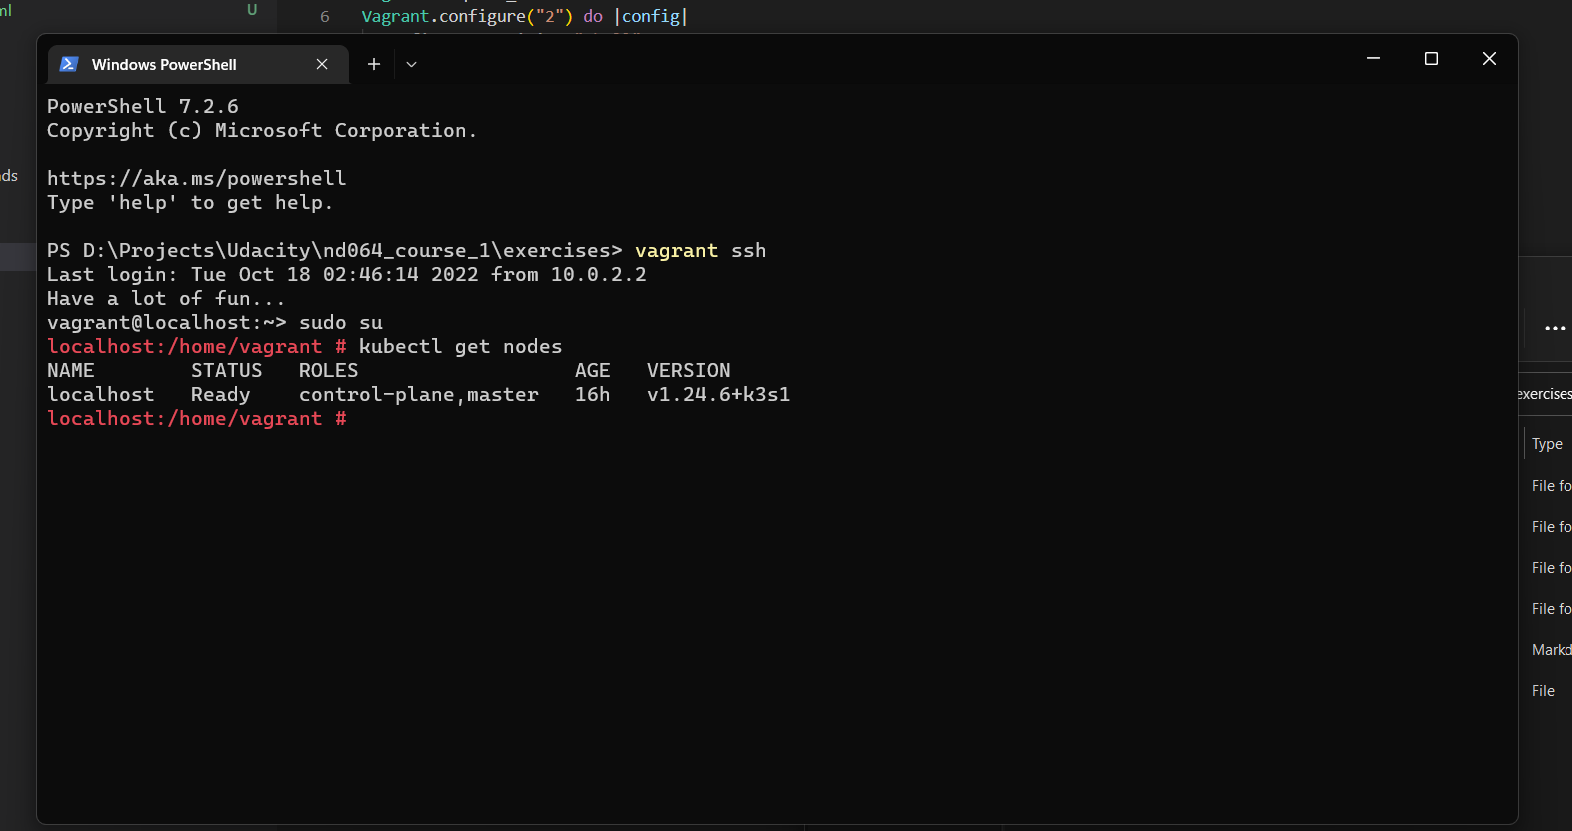 ml U 6 Vagrant.configure("2") do |config|
Windows PowerShell
PowerShell 7.2.6
Copyright (c) Microsoft Corporation.
https://aka.ms/powershell
Type 'help' to get help.
PS D:\Projects\Udacity\nd064_course_1\exercises> vagrant ssh
Last login: Tue Oct 18 02:46:14 2022 from 10.0.2.2
Have a lot of fun...
vagrant@localhost:~> sudo su
localhost:/home/vagrant # kubectl get nodes
NAME STATUS ROLES AGE VERSION
localhost Ready control-plane,master 16h v1.24.6+k3s1
localhost:/home/vagrant #
ds
exercises
Type
File fo
File fo
File fo
File fo
Markd
File